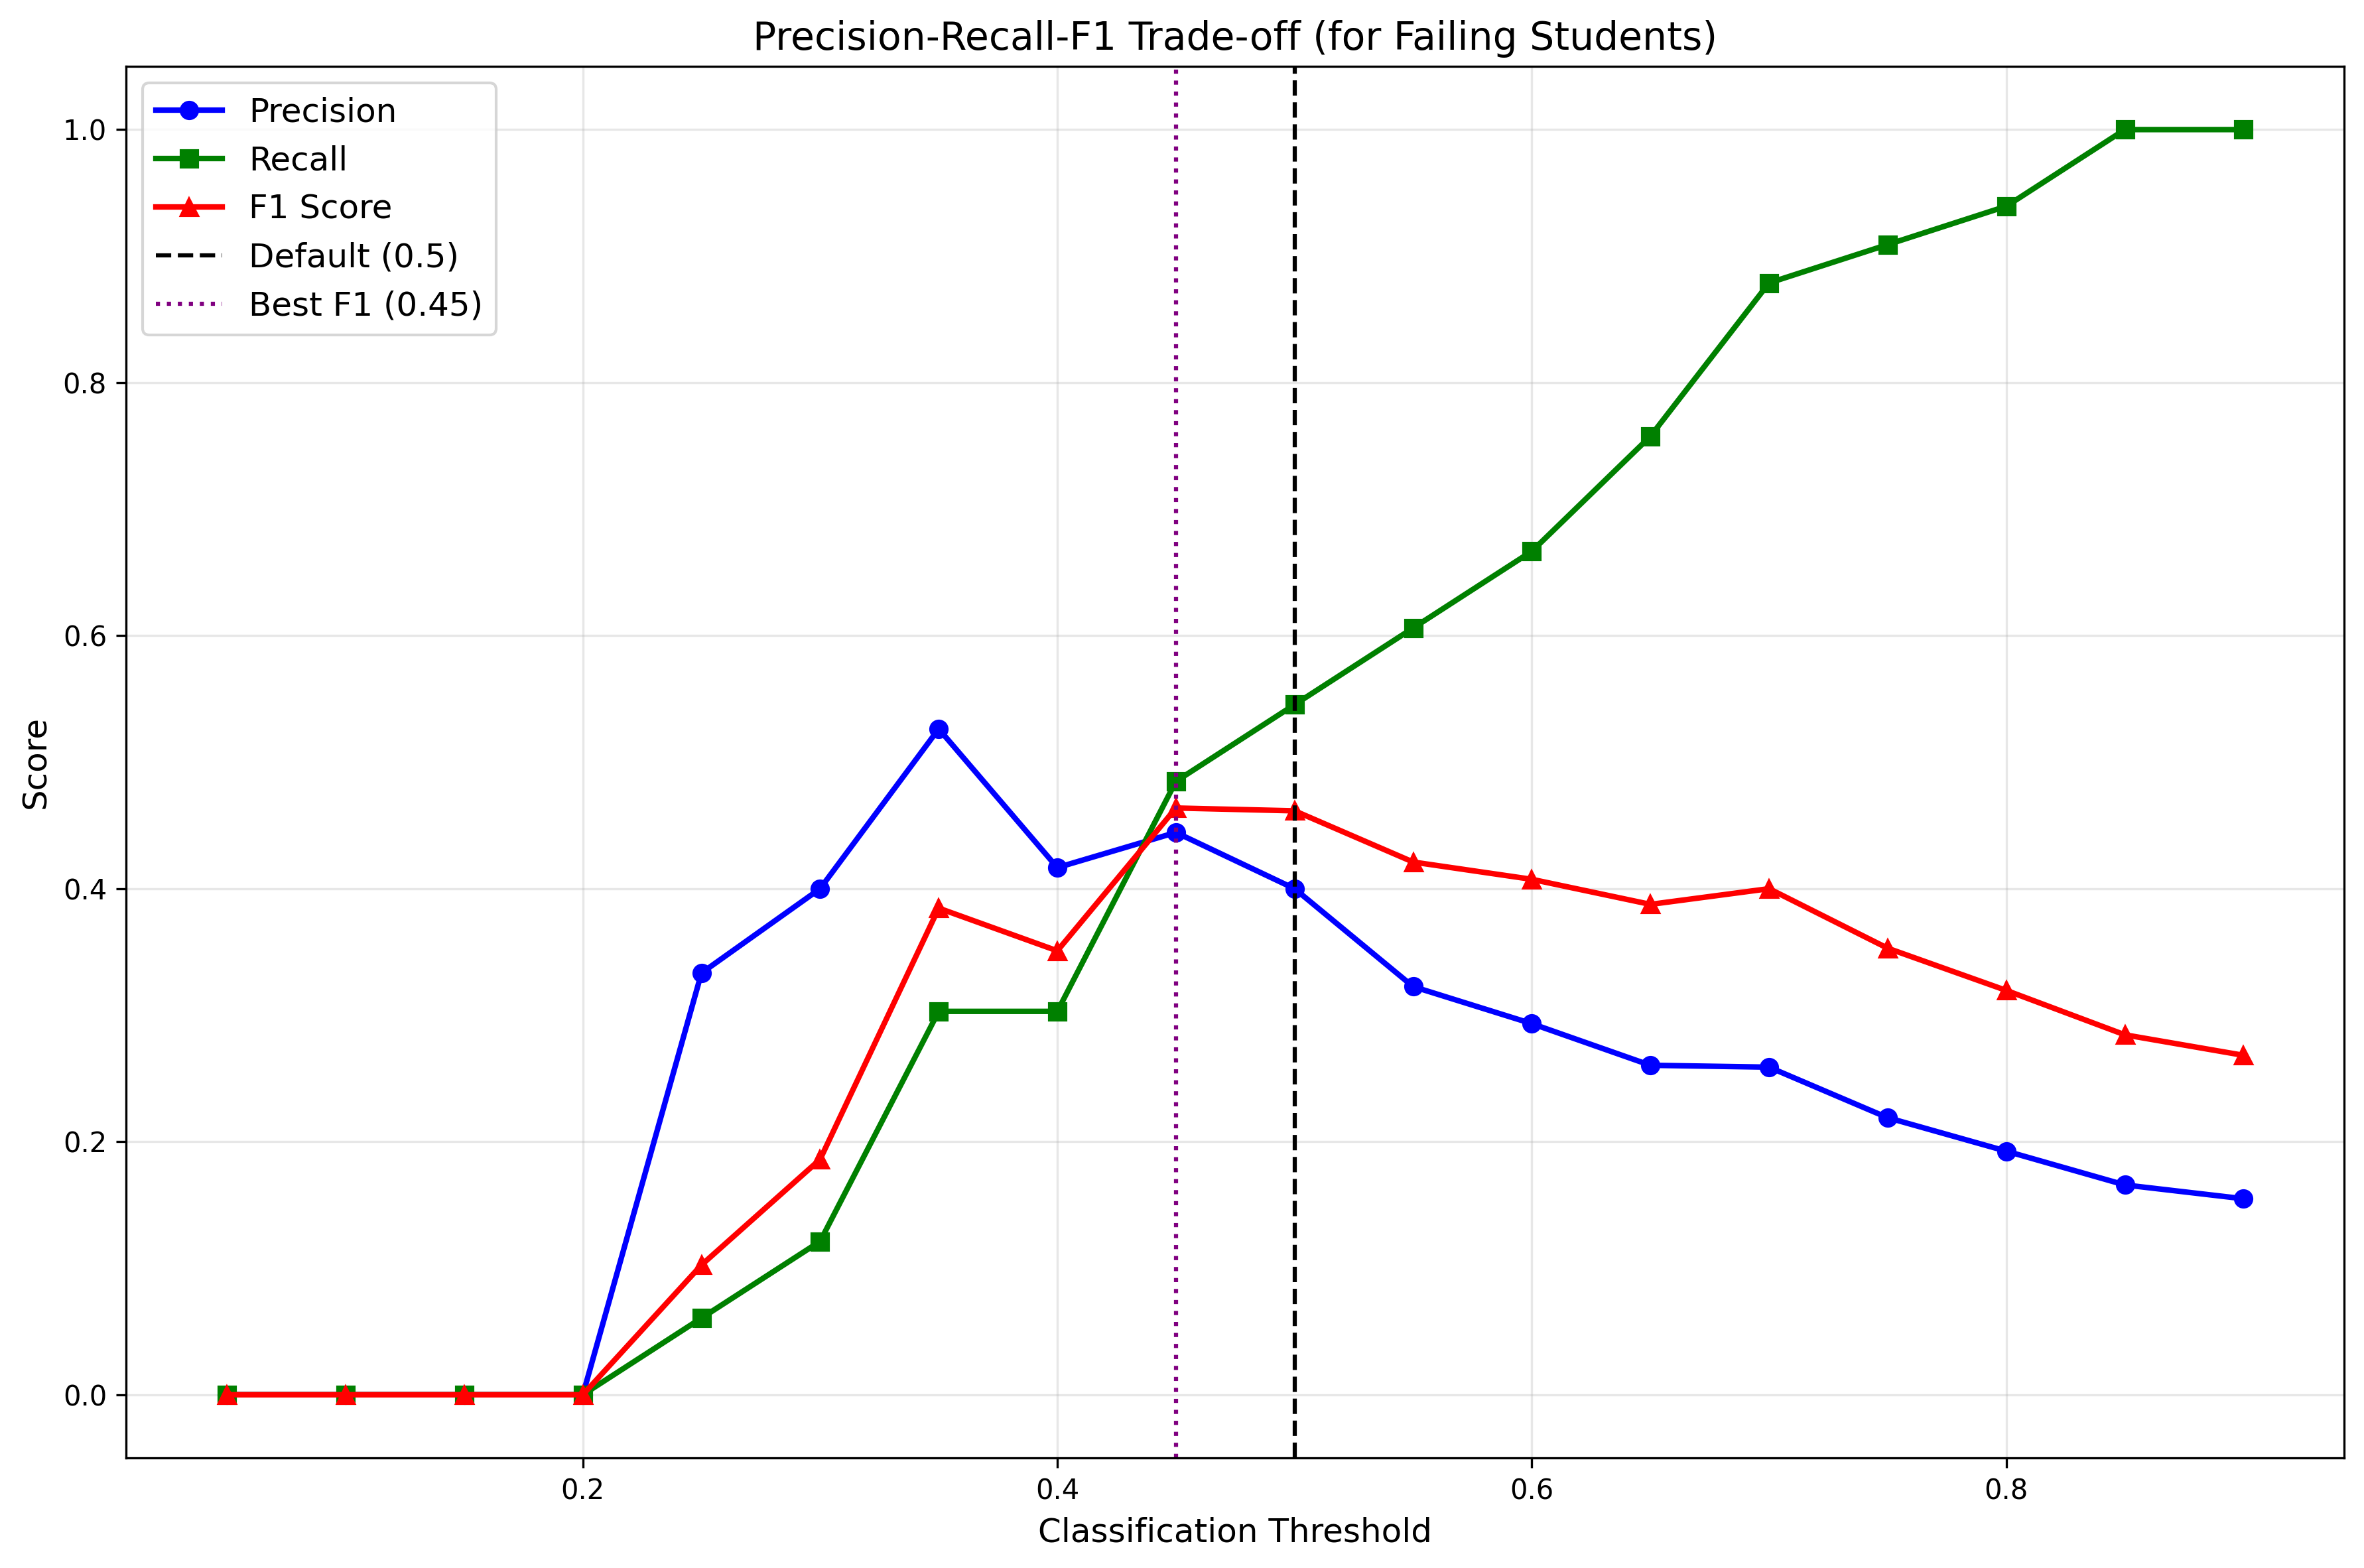 Precision-Recall-F1 Trade-off (for Failing Students)
Precision
Recall
F1 Score
Default (0.5)
Best F1 (0.45)
Score
1.0
0.8
0.6
0.4
0.2
0.0
0.2 0.4 0.6 0.8
Classification Threshold